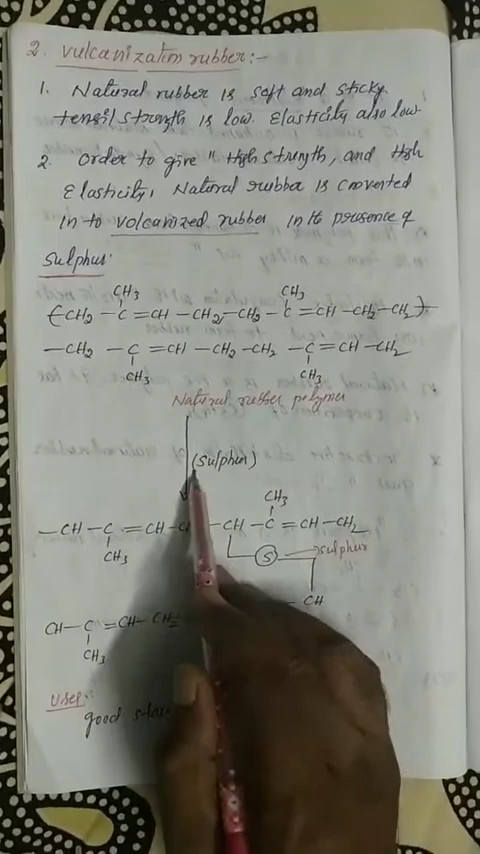 2. Vulcanization rubber:-
1. Natural rubber is soft and sticky.
tensil strength is low. Elasticity also low
2. Order to give "High strength, and High
Elasticity, Natural rubba is converted
in to volcanized rubber in the presence of
Sulphur.
CH3 CH3
(CH2 - C = CH - CH2 - CH2 - C = CH - CH2 - CH2)
- CH2 - C = CH - CH2 - CH2 - C = CH - CH2
CH3 CH3
Natural rubber polymer
(Sulphur)
CH3
- CH - C = CH - CH - C = CH - CH2
CH3 S sulphur
- CH
CH - C = CH - CH2
CH3
Uses:-
good